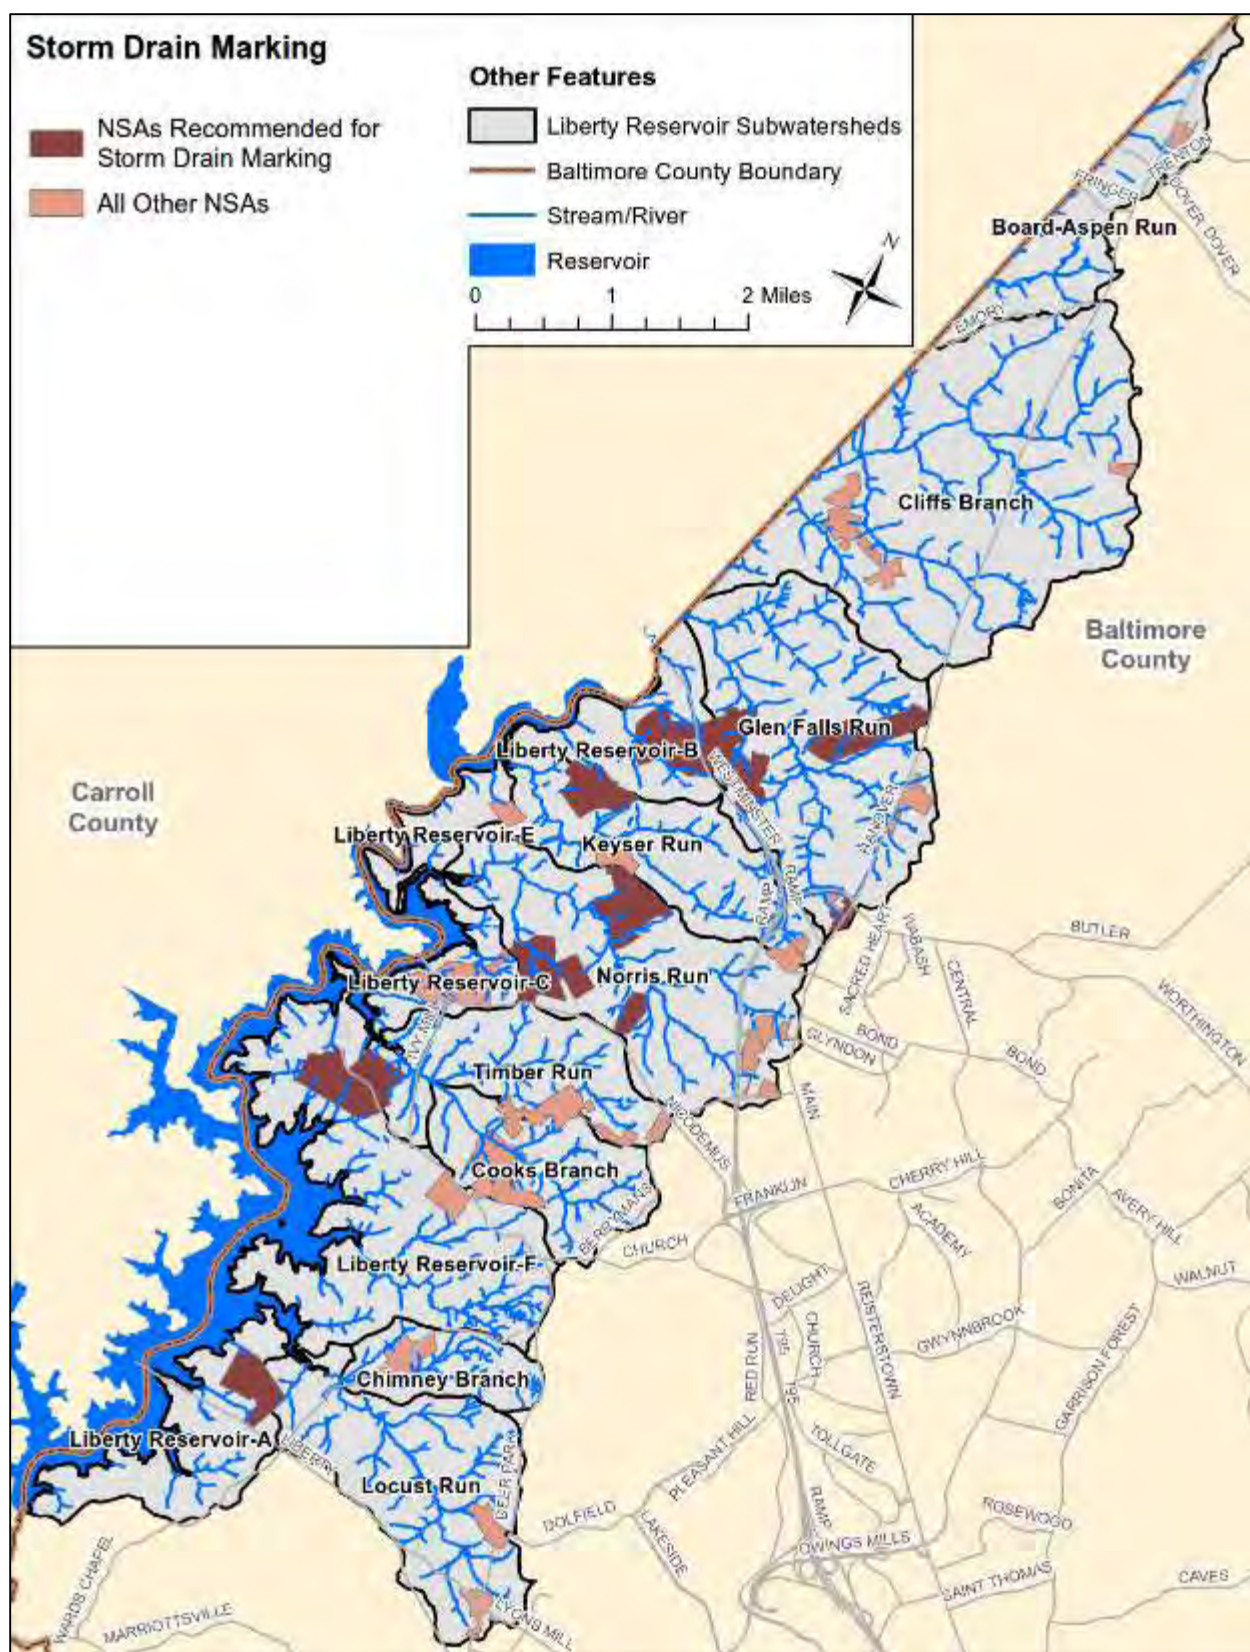 Storm Drain Marking
NSAs Recommended for
Storm Drain Marking
All Other NSAs
Other Features
Liberty Reservoir Subwatersheds
Baltimore County Boundary
Stream/River
Reservoir
0 1 2 Miles
N
TRENTON
FRINGER
DOVER
DOVER
Board-Aspen Run
EMORY
Cliffs Branch
Baltimore
County
Glen Falls Run
Liberty Reservoir-B
WESTMINSTER
Carroll
County
HANOVER
Liberty Reservoir-E
Keyser Run
RAMP
RAMP
SACRED HEART
WABASH
BUTLER
CENTRAL
WORTHINGTON
Norris Run
Liberty Reservoir-C
IVY MILL
BOND
GLYNDON
BOND
Timber Run
MAIN
NICODEMUS
Cooks Branch
CHERRY HILL
FRANKLIN
BONITA
AVERY HILL
ACADEMY
BERRYMANS
CHURCH
Liberty Reservoir-F
WALNUT
DELIGHT
REISTERSTOWN
GWYNNBROOK
CHURCH
795
RED RUN
GARRISON FOREST
Chimney Branch
795
Liberty Reservoir-A
LIBERTY
PLEASANT HILL
TOLLGATE
DEER PARK
Locust Run
RAMP
DOLFIELD
LAKESIDE
ROSEWOOD
OWINGS MILLS
SAINT THOMAS
CAVES
WARDS CHAPEL
MARRIOTTSVILLE
LYONS MILL